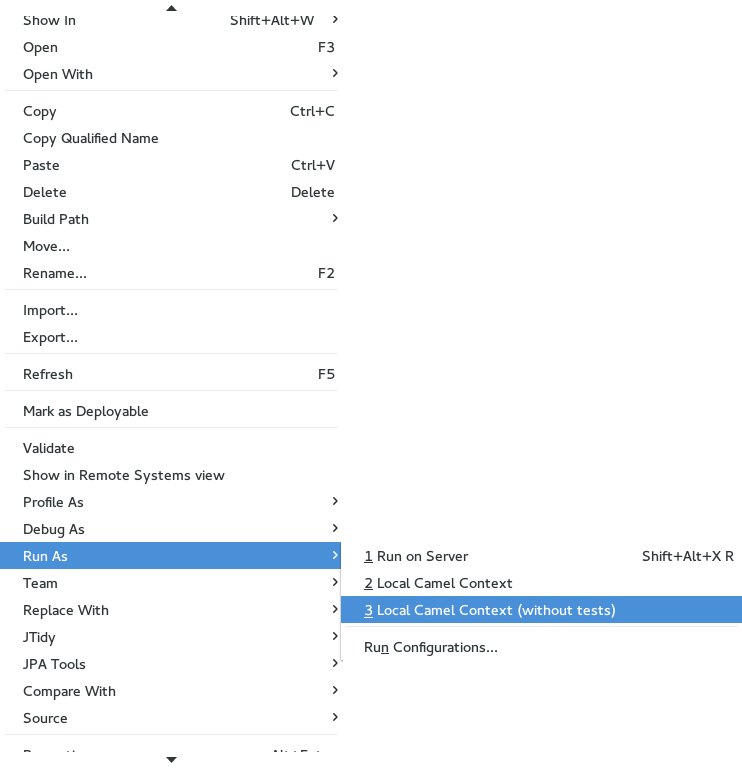 Show In Shift+Alt+W
Open F3
Open With
Copy Ctrl+C
Copy Qualified Name
Paste Ctrl+V
Delete Delete
Build Path
Move...
Rename... F2
Import...
Export...
Refresh F5
Mark as Deployable
Validate
Show in Remote Systems view
Profile As
Debug As
Run As
Team
Replace With
JTidy
JPA Tools
Compare With
Source
1 Run on Server Shift+Alt+X R
2 Local Camel Context
3 Local Camel Context (without tests)
Run Configurations...